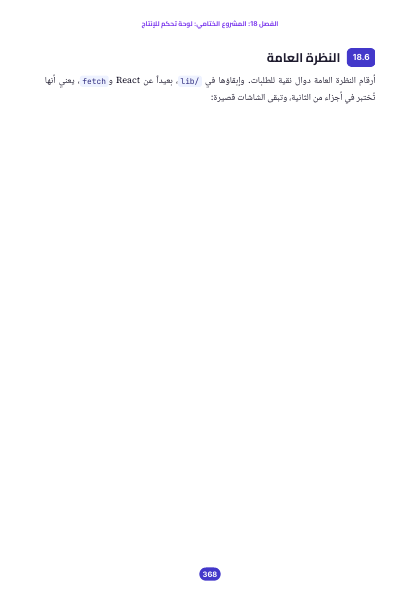 الفصل 18: المشروع الختامي: لوحة تحكم للإنتاج
18.6 النظرة العامة
أرقام النظرة العامة دوال نقية للطلبات. وإبقاؤها في lib/، بعيداً عن React و fetch، يعني أنها
تُختبر في أجزاء من الثانية، وتبقى الشاشات قصيرة:
368